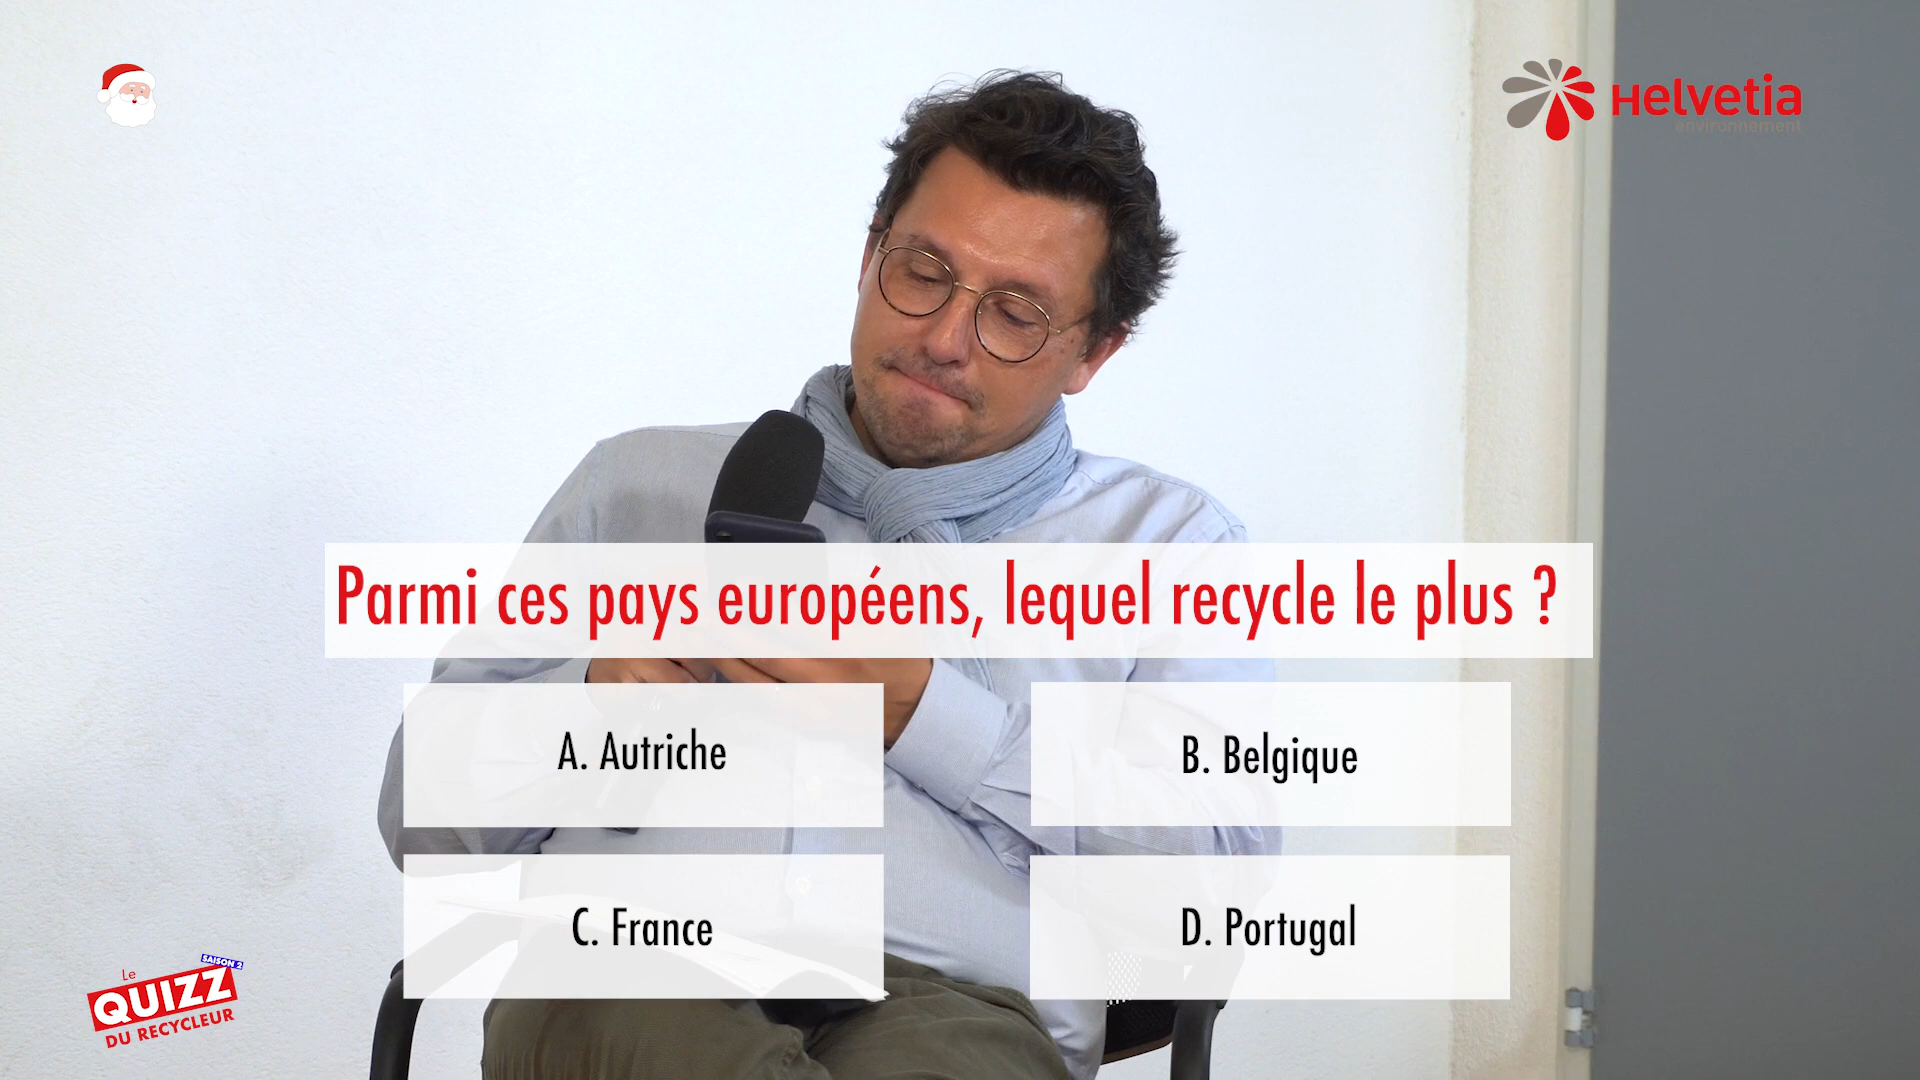 Helvetia
environnement
Parmi ces pays européens, lequel recycle le plus ?
A. Autriche
B. Belgique
C. France
D. Portugal
SAISON 2
Le
QUIZZ
DU RECYCLEUR